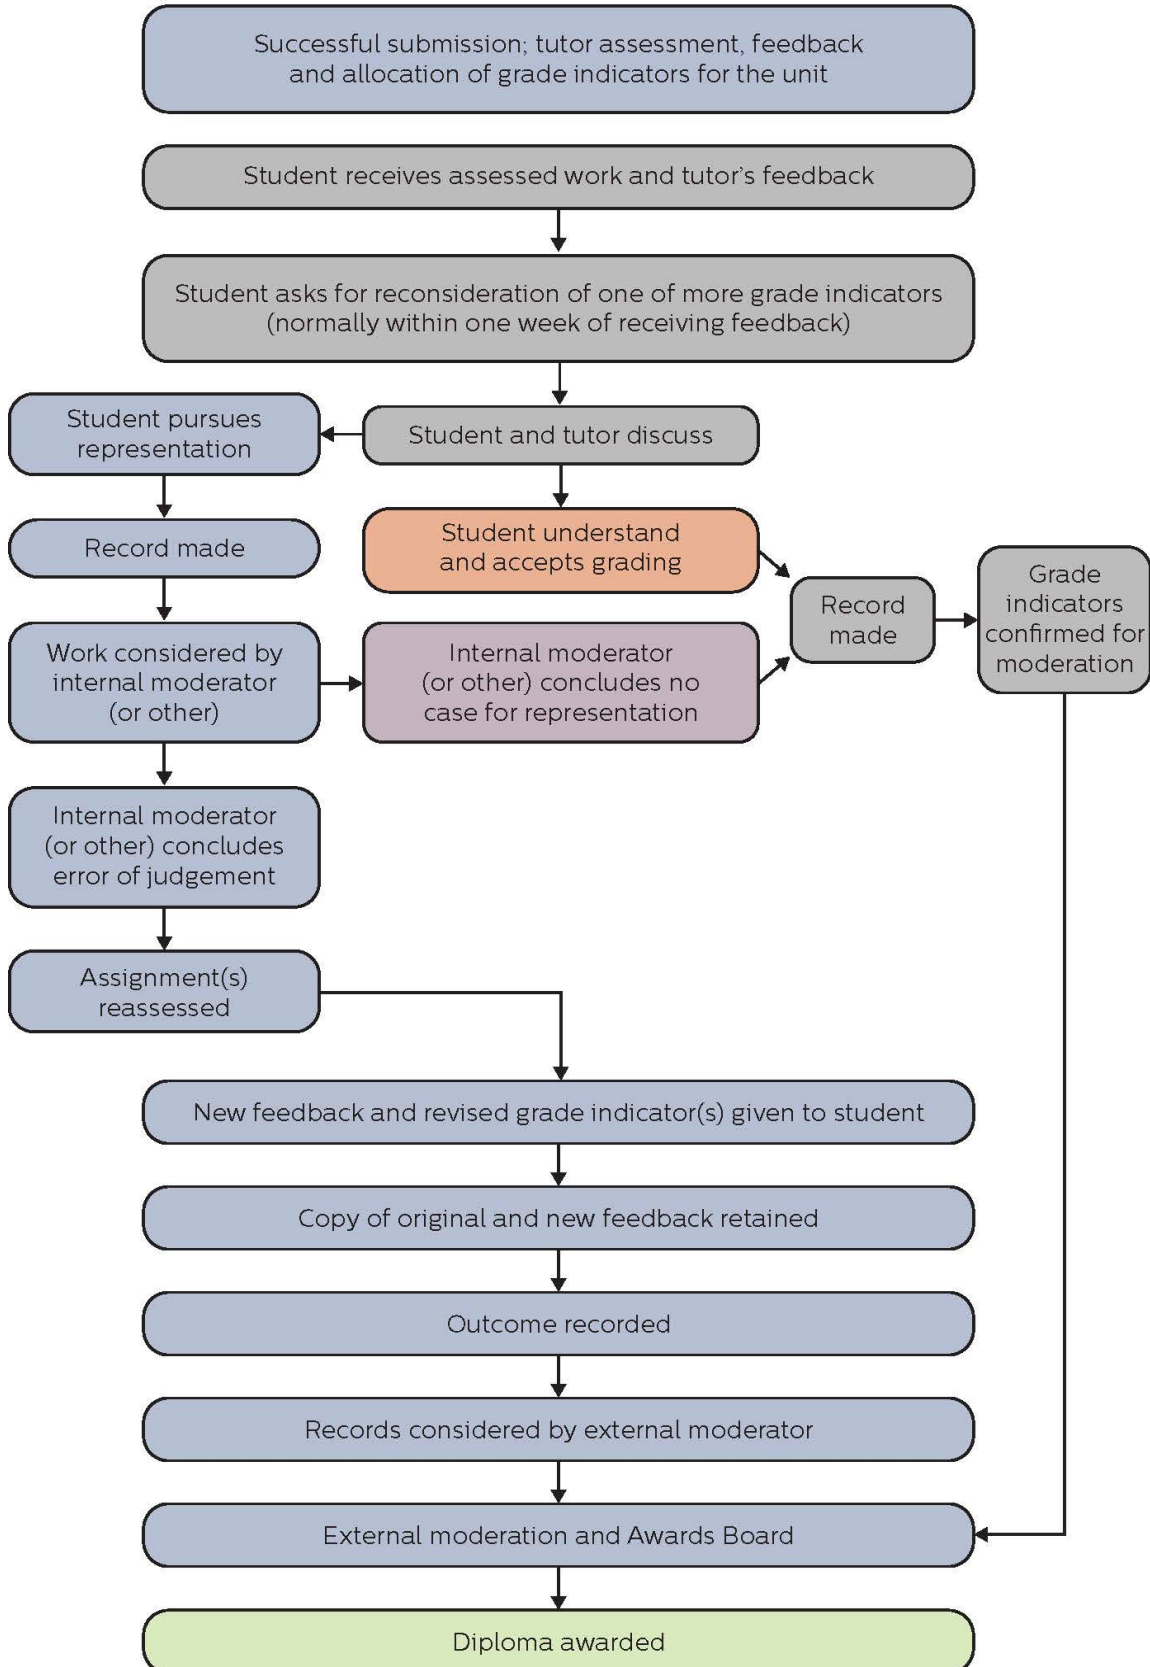 Successful submission; tutor assessment, feedback
and allocation of grade indicators for the unit
Student receives assessed work and tutor's feedback
Student asks for reconsideration of one of more grade indicators
(normally within one week of receiving feedback)
Student pursues
representation
Student and tutor discuss
Record made
Student understand
and accepts grading
Record
made
Grade
indicators
confirmed for
moderation
Work considered by
internal moderator
(or other)
Internal moderator
(or other) concludes no
case for representation
Internal moderator
(or other) concludes
error of judgement
Assignment(s)
reassessed
New feedback and revised grade indicator(s) given to student
Copy of original and new feedback retained
Outcome recorded
Records considered by external moderator
External moderation and Awards Board
Diploma awarded